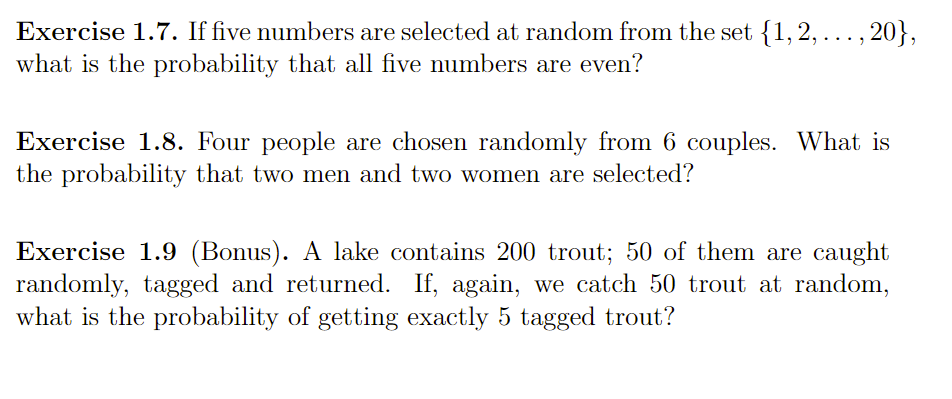 Exercise 1.7. If five numbers are selected at random from the set {1, 2, . . . , 20},
what is the probability that all five numbers are even?
Exercise 1.8. Four people are chosen randomly from 6 couples. What is
the probability that two men and two women are selected?
Exercise 1.9 (Bonus). A lake contains 200 trout; 50 of them are caught
randomly, tagged and returned. If, again, we catch 50 trout at random,
what is the probability of getting exactly 5 tagged trout?